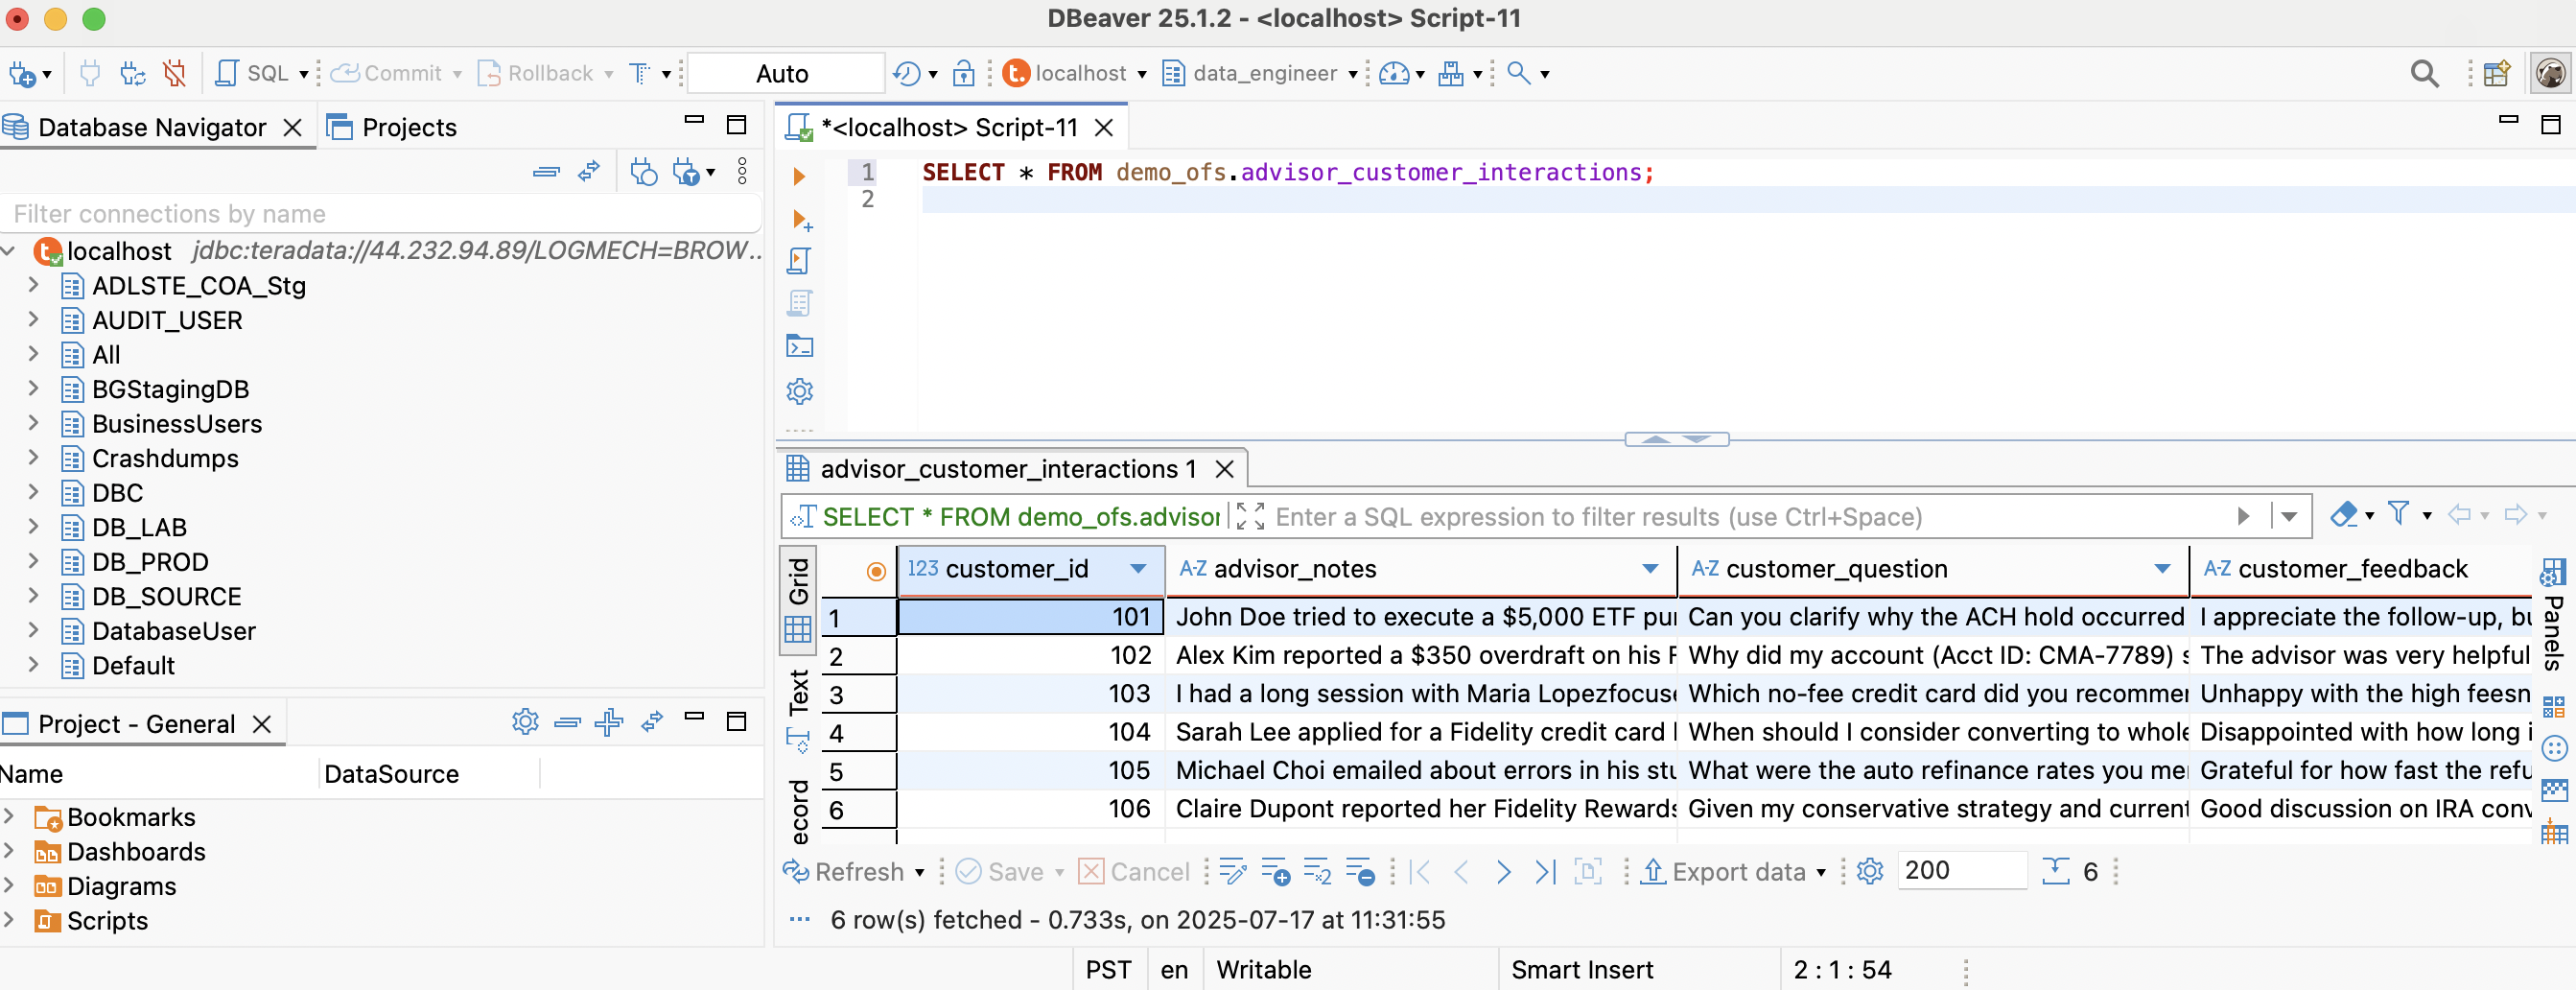 DBeaver 25.1.2 - <localhost> Script-11
SQL Commit Rollback Auto localhost data_engineer
Database Navigator Projects
Filter connections by name
localhost jdbc:teradata://44.232.94.89/LOGMECH=BROW...
ADLSTE_COA_Stg
AUDIT_USER
All
BGStagingDB
BusinessUsers
Crashdumps
DBC
DB_LAB
DB_PROD
DB_SOURCE
DatabaseUser
Default
Project - General
Name DataSource
Bookmarks
Dashboards
Diagrams
Scripts
*<localhost> Script-11
1 SELECT * FROM demo_ofs.advisor_customer_interactions;
2
advisor_customer_interactions 1
SELECT * FROM demo_ofs.advisor Enter a SQL expression to filter results (use Ctrl+Space)
Grid
Text
ecord
123 customer_id A-Z advisor_notes A-Z customer_question A-Z customer_feedback
1 101 John Doe tried to execute a $5,000 ETF pur Can you clarify why the ACH hold occurred I appreciate the follow-up, bu
2 102 Alex Kim reported a $350 overdraft on his F Why did my account (Acct ID: CMA-7789) s The advisor was very helpful
3 103 I had a long session with Maria Lopezfocuse Which no-fee credit card did you recommer Unhappy with the high feesn
4 104 Sarah Lee applied for a Fidelity credit card When should I consider converting to whole Disappointed with how long i
5 105 Michael Choi emailed about errors in his stu What were the auto refinance rates you me Grateful for how fast the refu
6 106 Claire Dupont reported her Fidelity Rewards Given my conservative strategy and current Good discussion on IRA conv
Panels
Refresh Save Cancel Export data 200 6
6 row(s) fetched - 0.733s, on 2025-07-17 at 11:31:55
PST en Writable Smart Insert 2 : 1 : 54